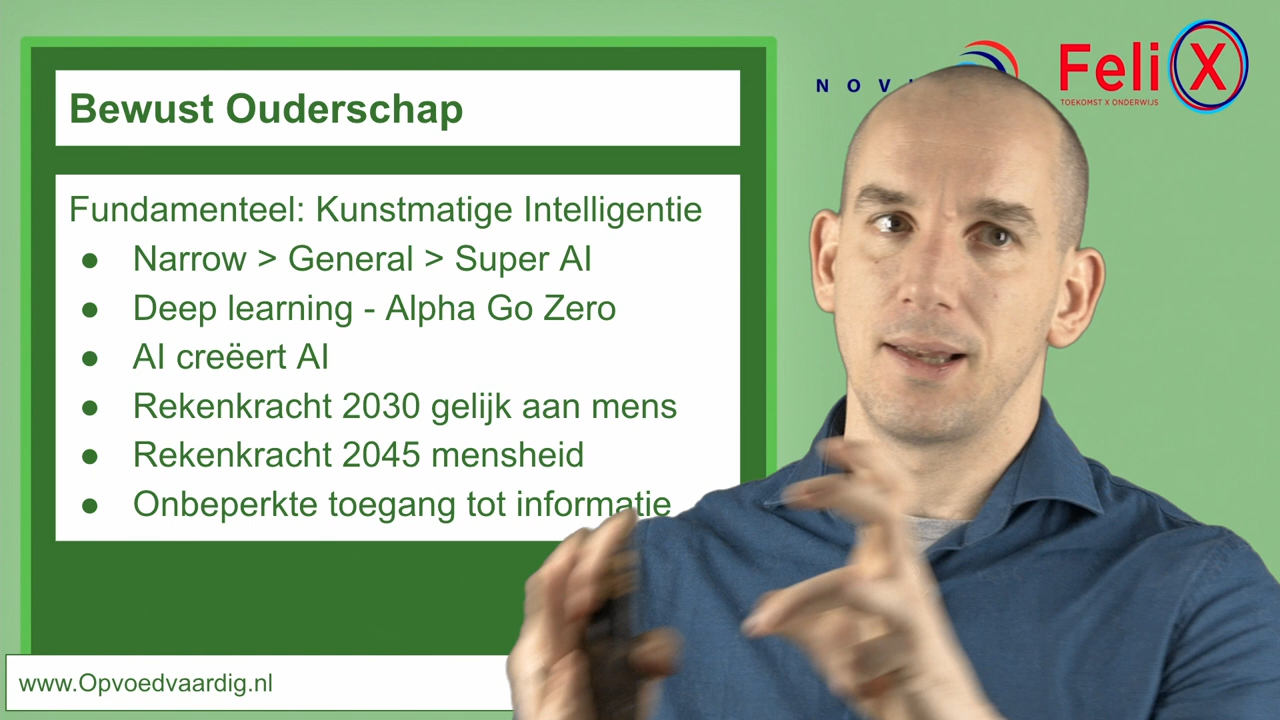 Bewust Ouderschap
Fundamenteel: Kunstmatige Intelligentie
● Narrow > General > Super AI
● Deep learning - Alpha Go Zero
● AI creëert AI
● Rekenkracht 2030 gelijk aan mens
● Rekenkracht 2045 mensheid
● Onbeperkte toegang tot informatie
www.Opvoedvaardig.nl
FeliX
TOEKOMST X ONDERWIJS